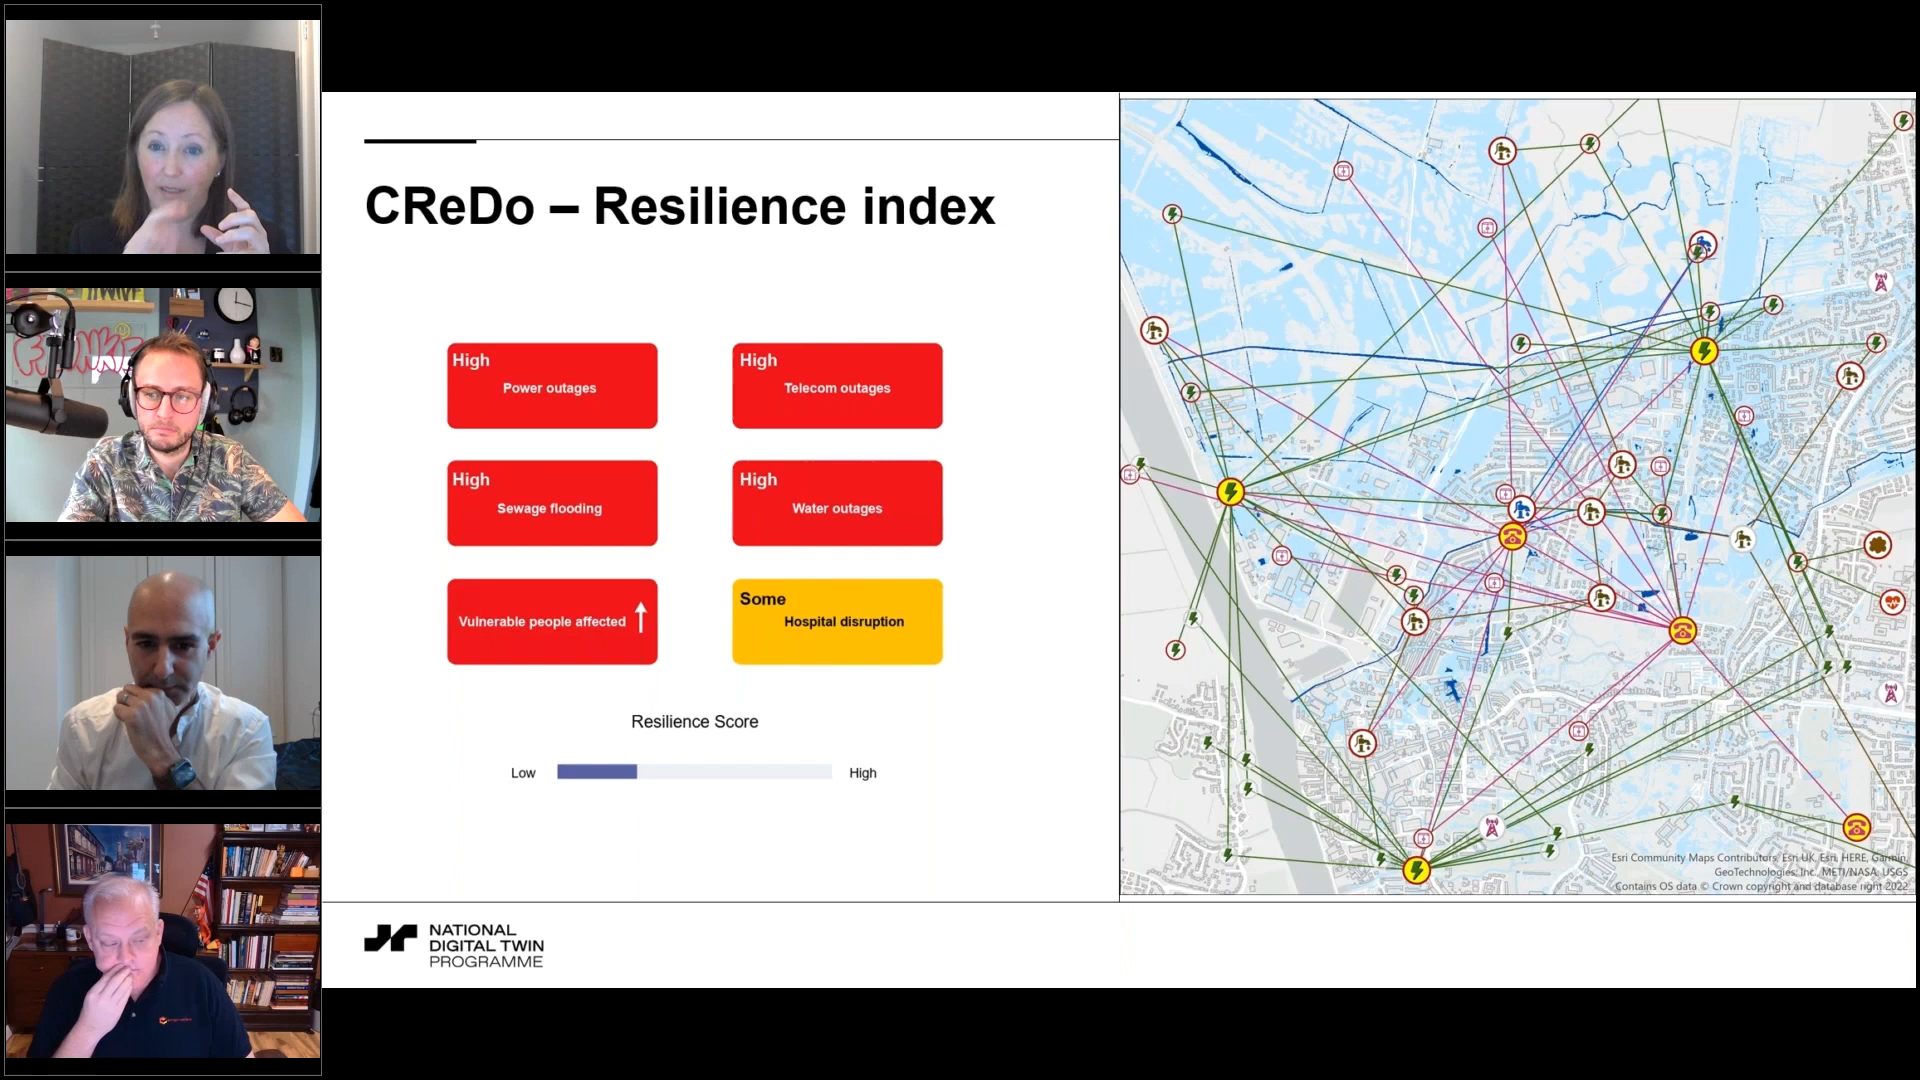 CReDo – Resilience index
High
Power outages
High
Telecom outages
High
Sewage flooding
High
Water outages
Vulnerable people affected
Some
Hospital disruption
Resilience Score
Low
High
Esri Community Maps Contributors, Esri UK, Esri, HERE, Garmin,
GeoTechnologies, Inc., METI/NASA, USGS
Contains OS data © Crown copyright and database right 2022
NATIONAL
DIGITAL TWIN
PROGRAMME